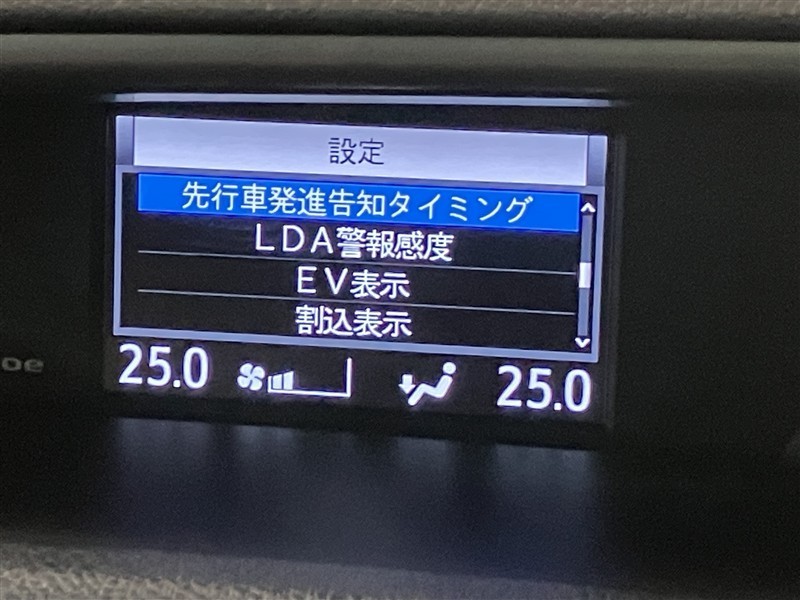 設定
先行車発進告知タイミング
LDA警報感度
EV表示
割込表示
25.0 25.0